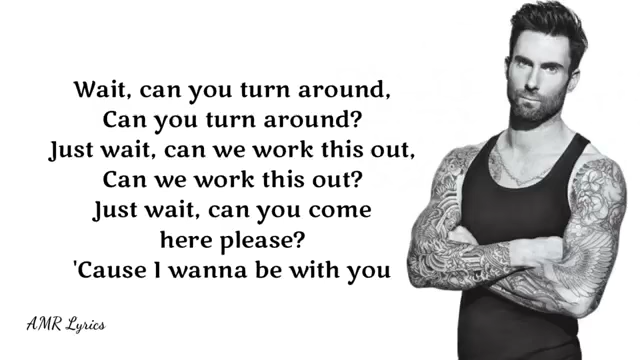 Wait, can you turn around,
Can you turn around?
Just wait, can we work this out,
Can we work this out?
Just wait, can you come
here please?
'Cause I wanna be with you
AMR Lyrics